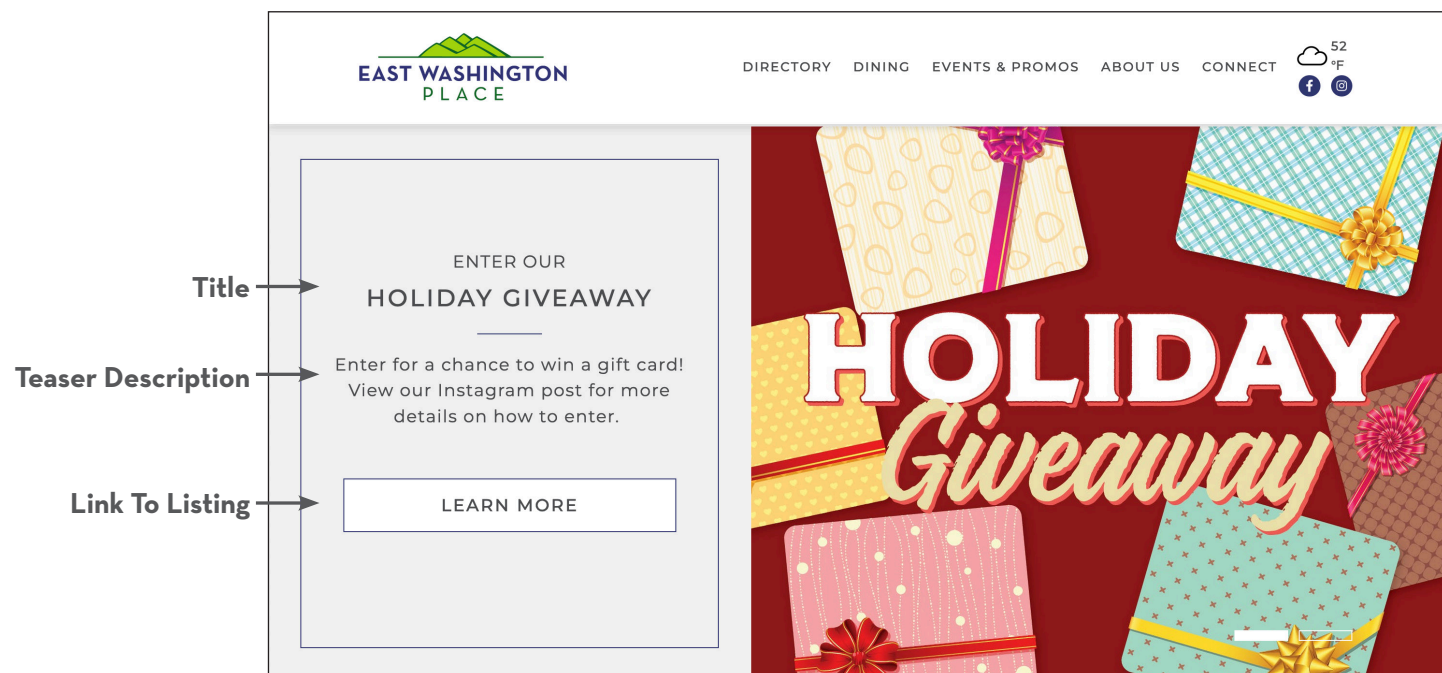 EAST WASHINGTON
PLACE
DIRECTORY DINING EVENTS & PROMOS ABOUT US CONNECT
52
°F
Title
ENTER OUR
HOLIDAY GIVEAWAY
Teaser Description
Enter for a chance to win a gift card!
View our Instagram post for more
details on how to enter.
Link To Listing
LEARN MORE
HOLIDAY
Giveaway